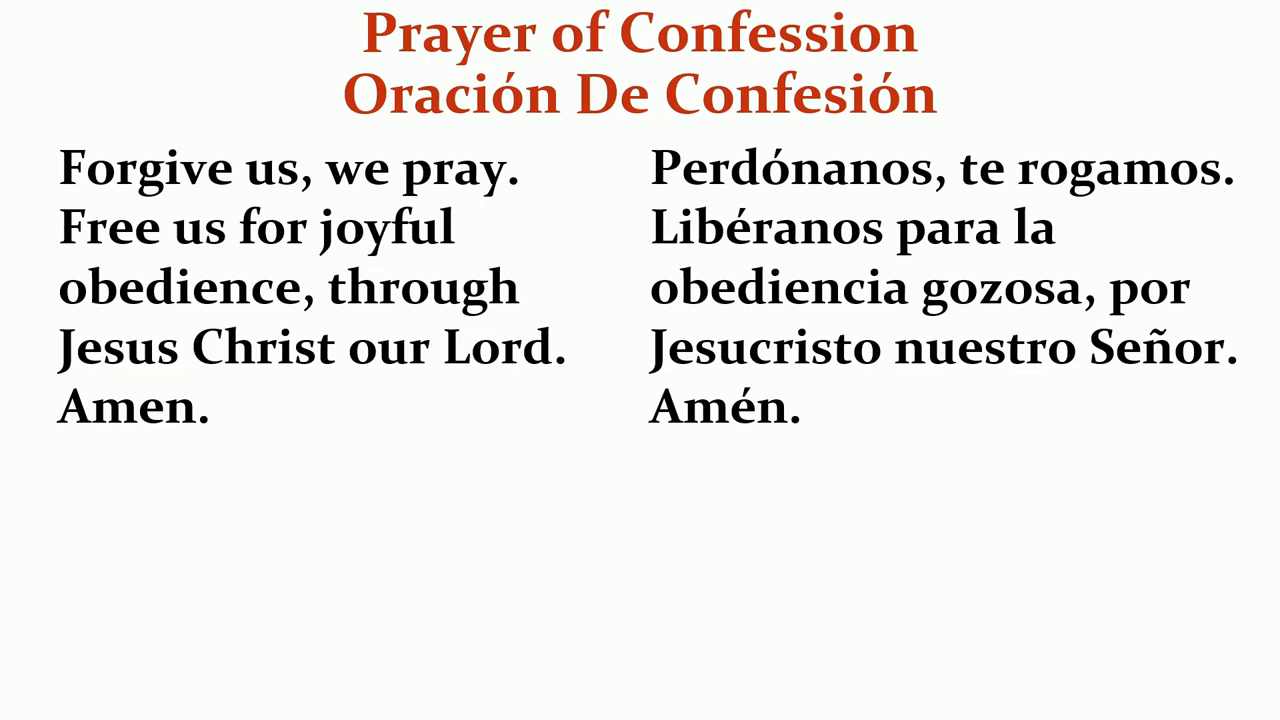 Prayer of Confession
Oración De Confesión
Forgive us, we pray.
Free us for joyful
obedience, through
Jesus Christ our Lord.
Amen.
Perdónanos, te rogamos.
Libéranos para la
obediencia gozosa, por
Jesucristo nuestro Señor.
Amén.